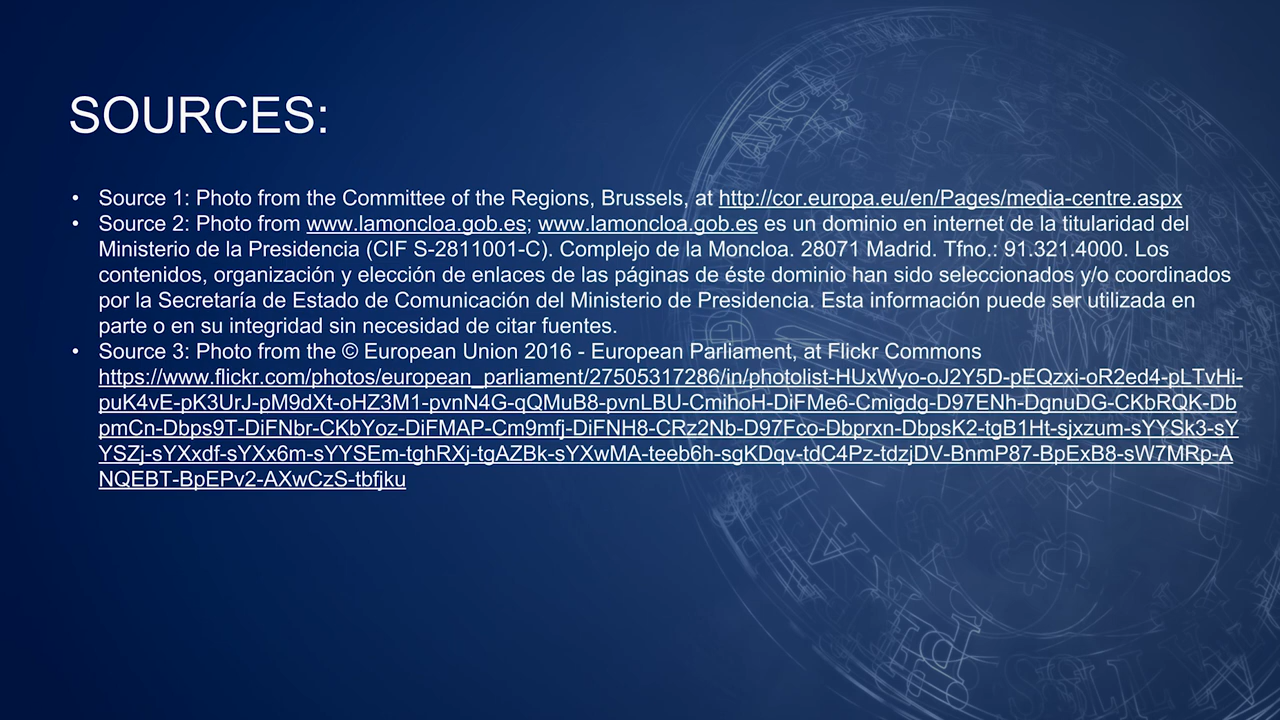 SOURCES:
• Source 1: Photo from the Committee of the Regions, Brussels, at http://cor.europa.eu/en/Pages/media-centre.aspx
• Source 2: Photo from www.lamoncloa.gob.es; www.lamoncloa.gob.es es un dominio en internet de la titularidad del
Ministerio de la Presidencia (CIF S-2811001-C). Complejo de la Moncloa. 28071 Madrid. Tfno.: 91.321.4000. Los
contenidos, organización y elección de enlaces de las páginas de éste dominio han sido seleccionados y/o coordinados
por la Secretaría de Estado de Comunicación del Ministerio de Presidencia. Esta información puede ser utilizada en
parte o en su integridad sin necesidad de citar fuentes.
• Source 3: Photo from the © European Union 2016 - European Parliament, at Flickr Commons
https://www.flickr.com/photos/european_parliament/27505317286/in/photolist-HUxWyo-oJ2Y5D-pEQzxi-oR2ed4-pLTvHi-
puK4vE-pK3UrJ-pM9dXt-oHZ3M1-pvnN4G-qQMuB8-pvnLBU-CmihoH-DiFMe6-Cmigdg-D97ENh-DgnuDG-CKbRQK-Db
pmCn-Dbps9T-DiFNbr-CKbYoz-DiFMAP-Cm9mfj-DiFNH8-CRz2Nb-D97Fco-Dbprxn-DbpsK2-tgB1Ht-sjxzum-sYYSk3-sY
YSZj-sYXxdf-sYXx6m-sYYSEm-tghRXj-tgAZBk-sYXwMA-teeb6h-sgKDqv-tdC4Pz-tdzjDV-BnmP87-BpExB8-sW7MRp-A
NQEBT-BpEPv2-AXwCzS-tbfjku